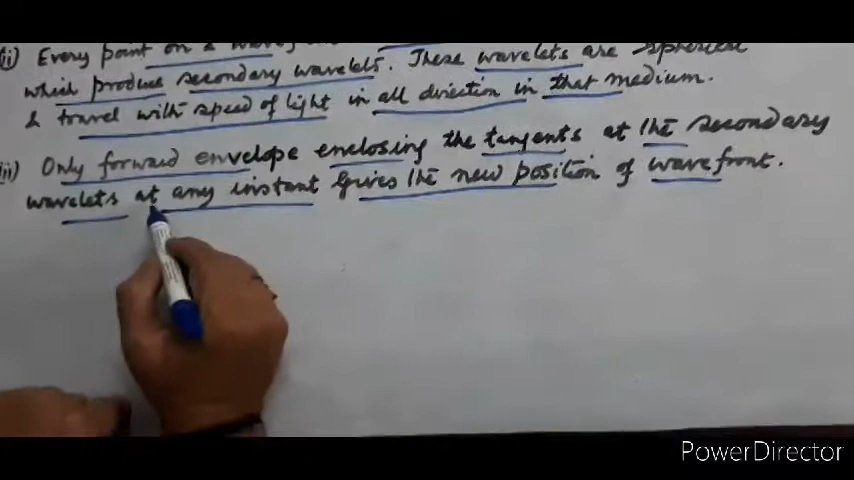 ii) Every point on a
which produce secondary wavelets. These wavelets are spherical
& travel with speed of light in all direction in that medium.
ii) Only forward envelope enclosing the tangents at the secondary
wavelets at any instant gives the new position of wavefront.
PowerDirector